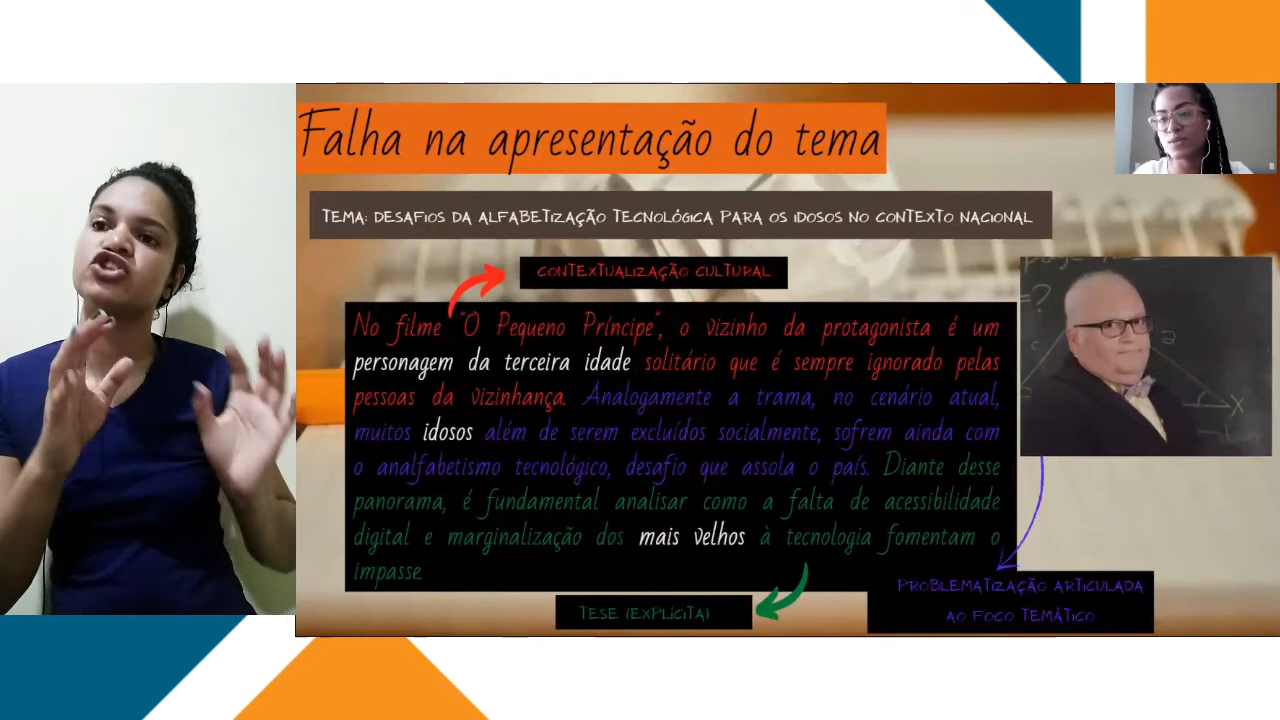 Falha na apresentação do tema
TEMA: DESAFIOS DA ALFABETIZAÇÃO TECNOLÓGICA PARA OS IDOSOS NO CONTEXTO NACIONAL
CONTEXTUALIZAÇÃO CULTURAL
No filme "O Pequeno Príncipe", o vizinho da protagonista é um
personagem da terceira idade solitário que é sempre ignorado pelas
pessoas da vizinhança. Analogamente a trama, no cenário atual,
muitos idosos além de serem excluídos socialmente, sofrem ainda com
o analfabetismo tecnológico, desafio que assola o país. Diante desse
panorama, é fundamental analisar como a falta de acessibilidade
digital e marginalização dos mais velhos à tecnologia fomentam o
impasse.
TESE (EXPLÍCITA)
PROBLEMATIZAÇÃO ARTICULADA
AO FOCO TEMÁTICO